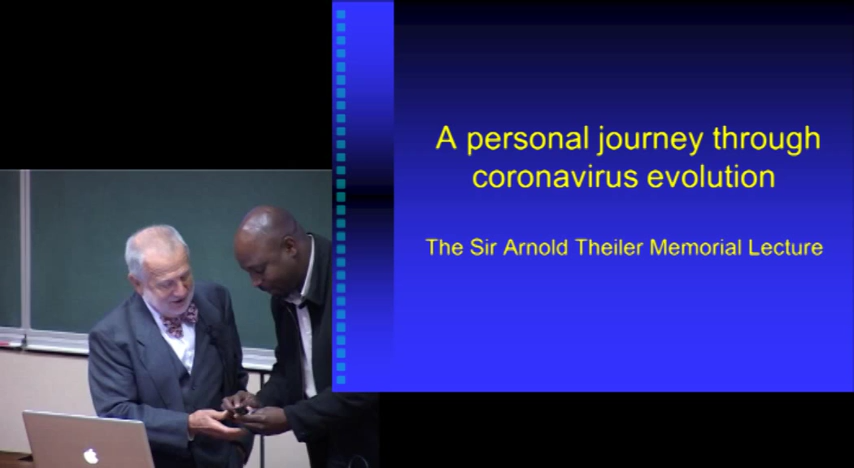 A personal journey through
coronavirus evolution
The Sir Arnold Theiler Memorial Lecture